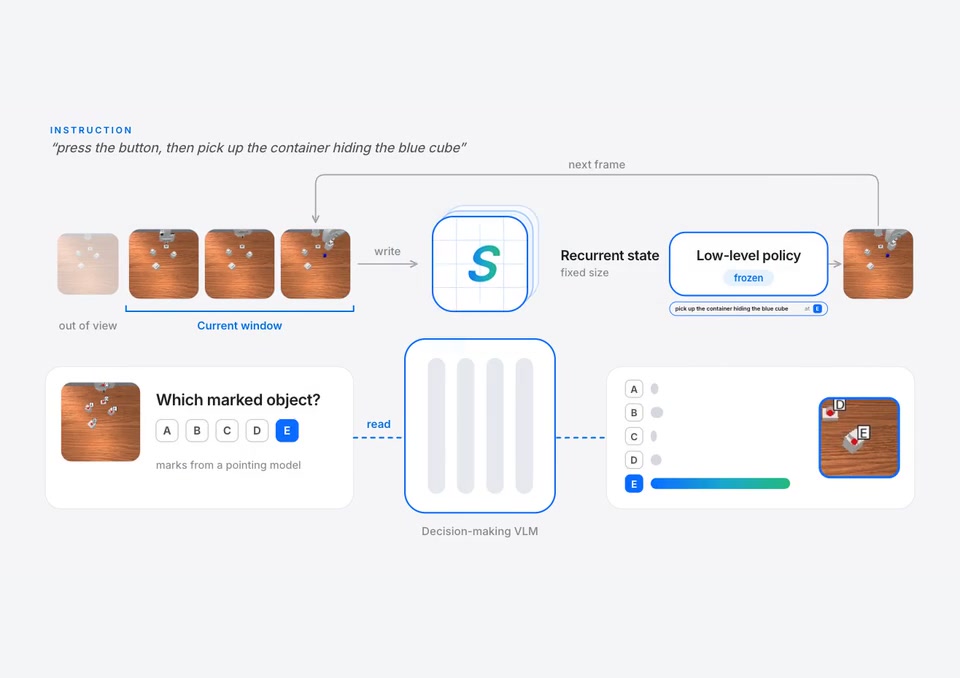 INSTRUCTION
“press the button, then pick up the container hiding the blue cube”
next frame
write
S
Recurrent state
fixed size
Low-level policy
frozen
pick up the container hiding the blue cube at E
out of view
Current window
Which marked object?
A B C D E
marks from a pointing model
read
Decision-making VLM
A
B
C
D
E
D
E